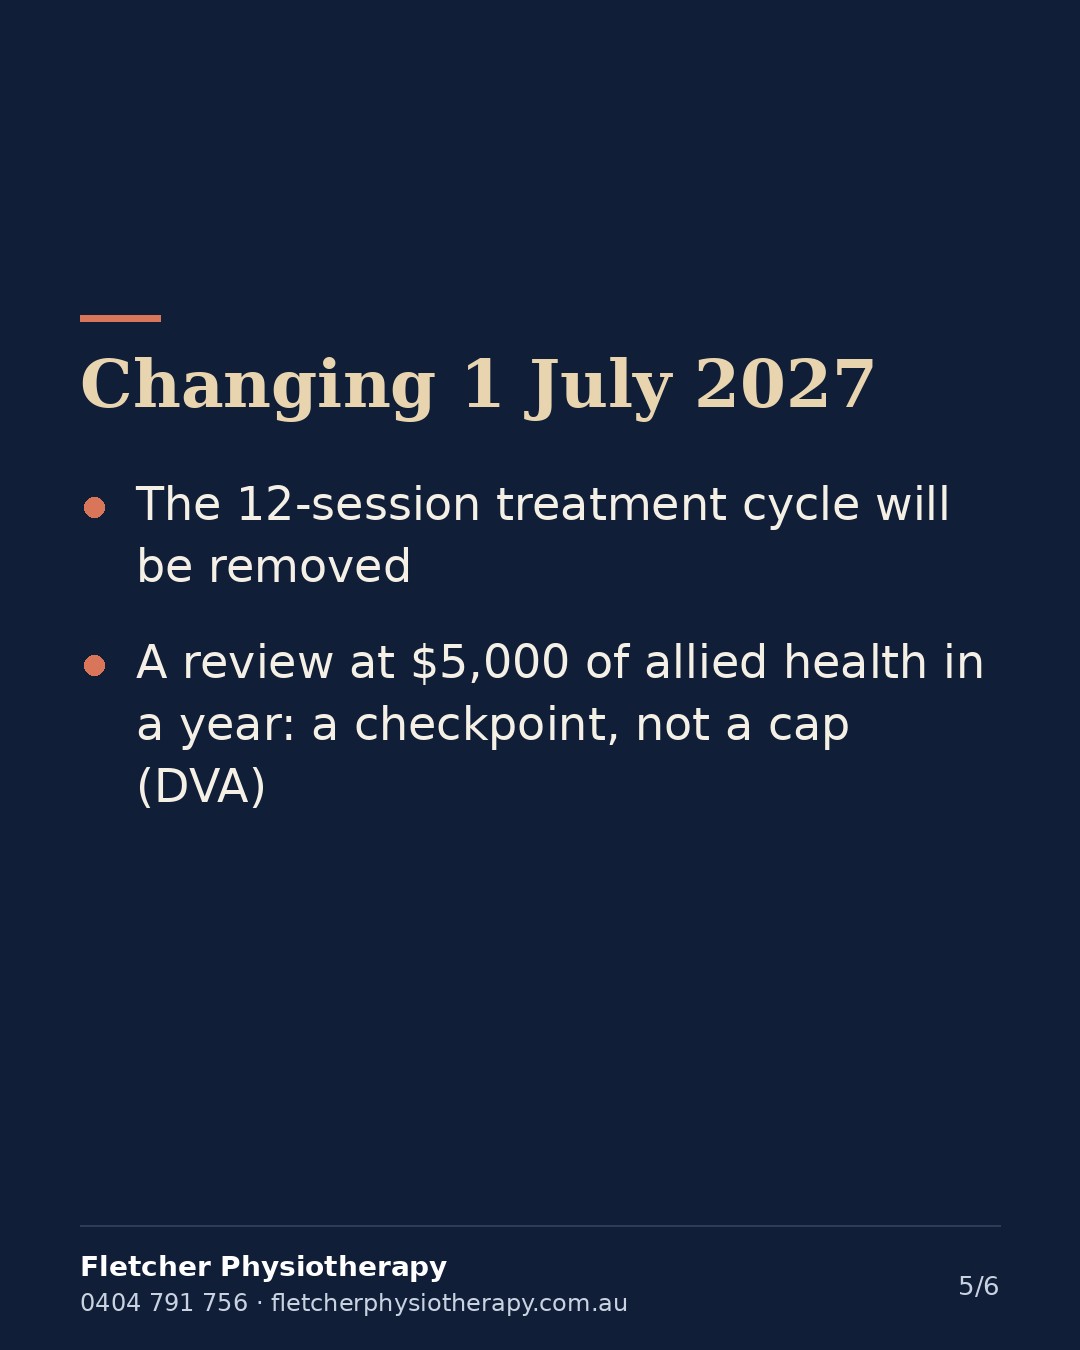 Changing 1 July 2027
The 12-session treatment cycle will
be removed
A review at $5,000 of allied health in
a year: a checkpoint, not a cap
(DVA)
Fletcher Physiotherapy
0404 791 756 · fletcherphysiotherapy.com.au
5/6